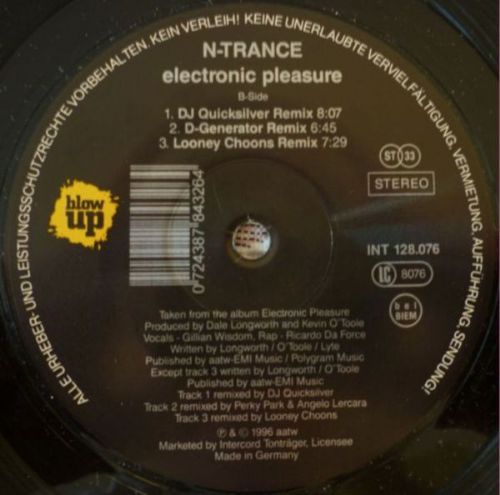 ALLE URHEBER- UND LEISTUNGSSCHUTZRECHTE VORBEHALTEN. KEIN VERLEIH! KEINE UNERLAUBTE VERVIELFÄLTIGUNG, VERMIETUNG, AUFFÜHRUNG, SENDUNG!
N-TRANCE
electronic pleasure
B-Side
1. DJ Quicksilver Remix 8:07
2. D-Generator Remix 6:45
3. Looney Choons Remix 7:29
ST 33
STEREO
blow
up
0 724387 843264
INT 128.076
LC 8076
bei
BIEM
Taken from the album Electronic Pleasure
Produced by Dale Longworth and Kevin O´Toole
Vocals - Gillian Wisdom, Rap - Ricardo Da Force
Written by Longworth / O´Toole / Lyte
Published by aatw-EMI Music / Polygram Music
Except track 3 written by Longworth / O´Toole
Published by aatw-EMI Music
Track 1 remixed by DJ Quicksilver
Track 2 remixed by Perky Park & Angelo Lercara
Track 3 remixed by Looney Choons
℗ & © 1996 aatw
Marketed by Intercord Tonträger, Licensee
Made in Germany